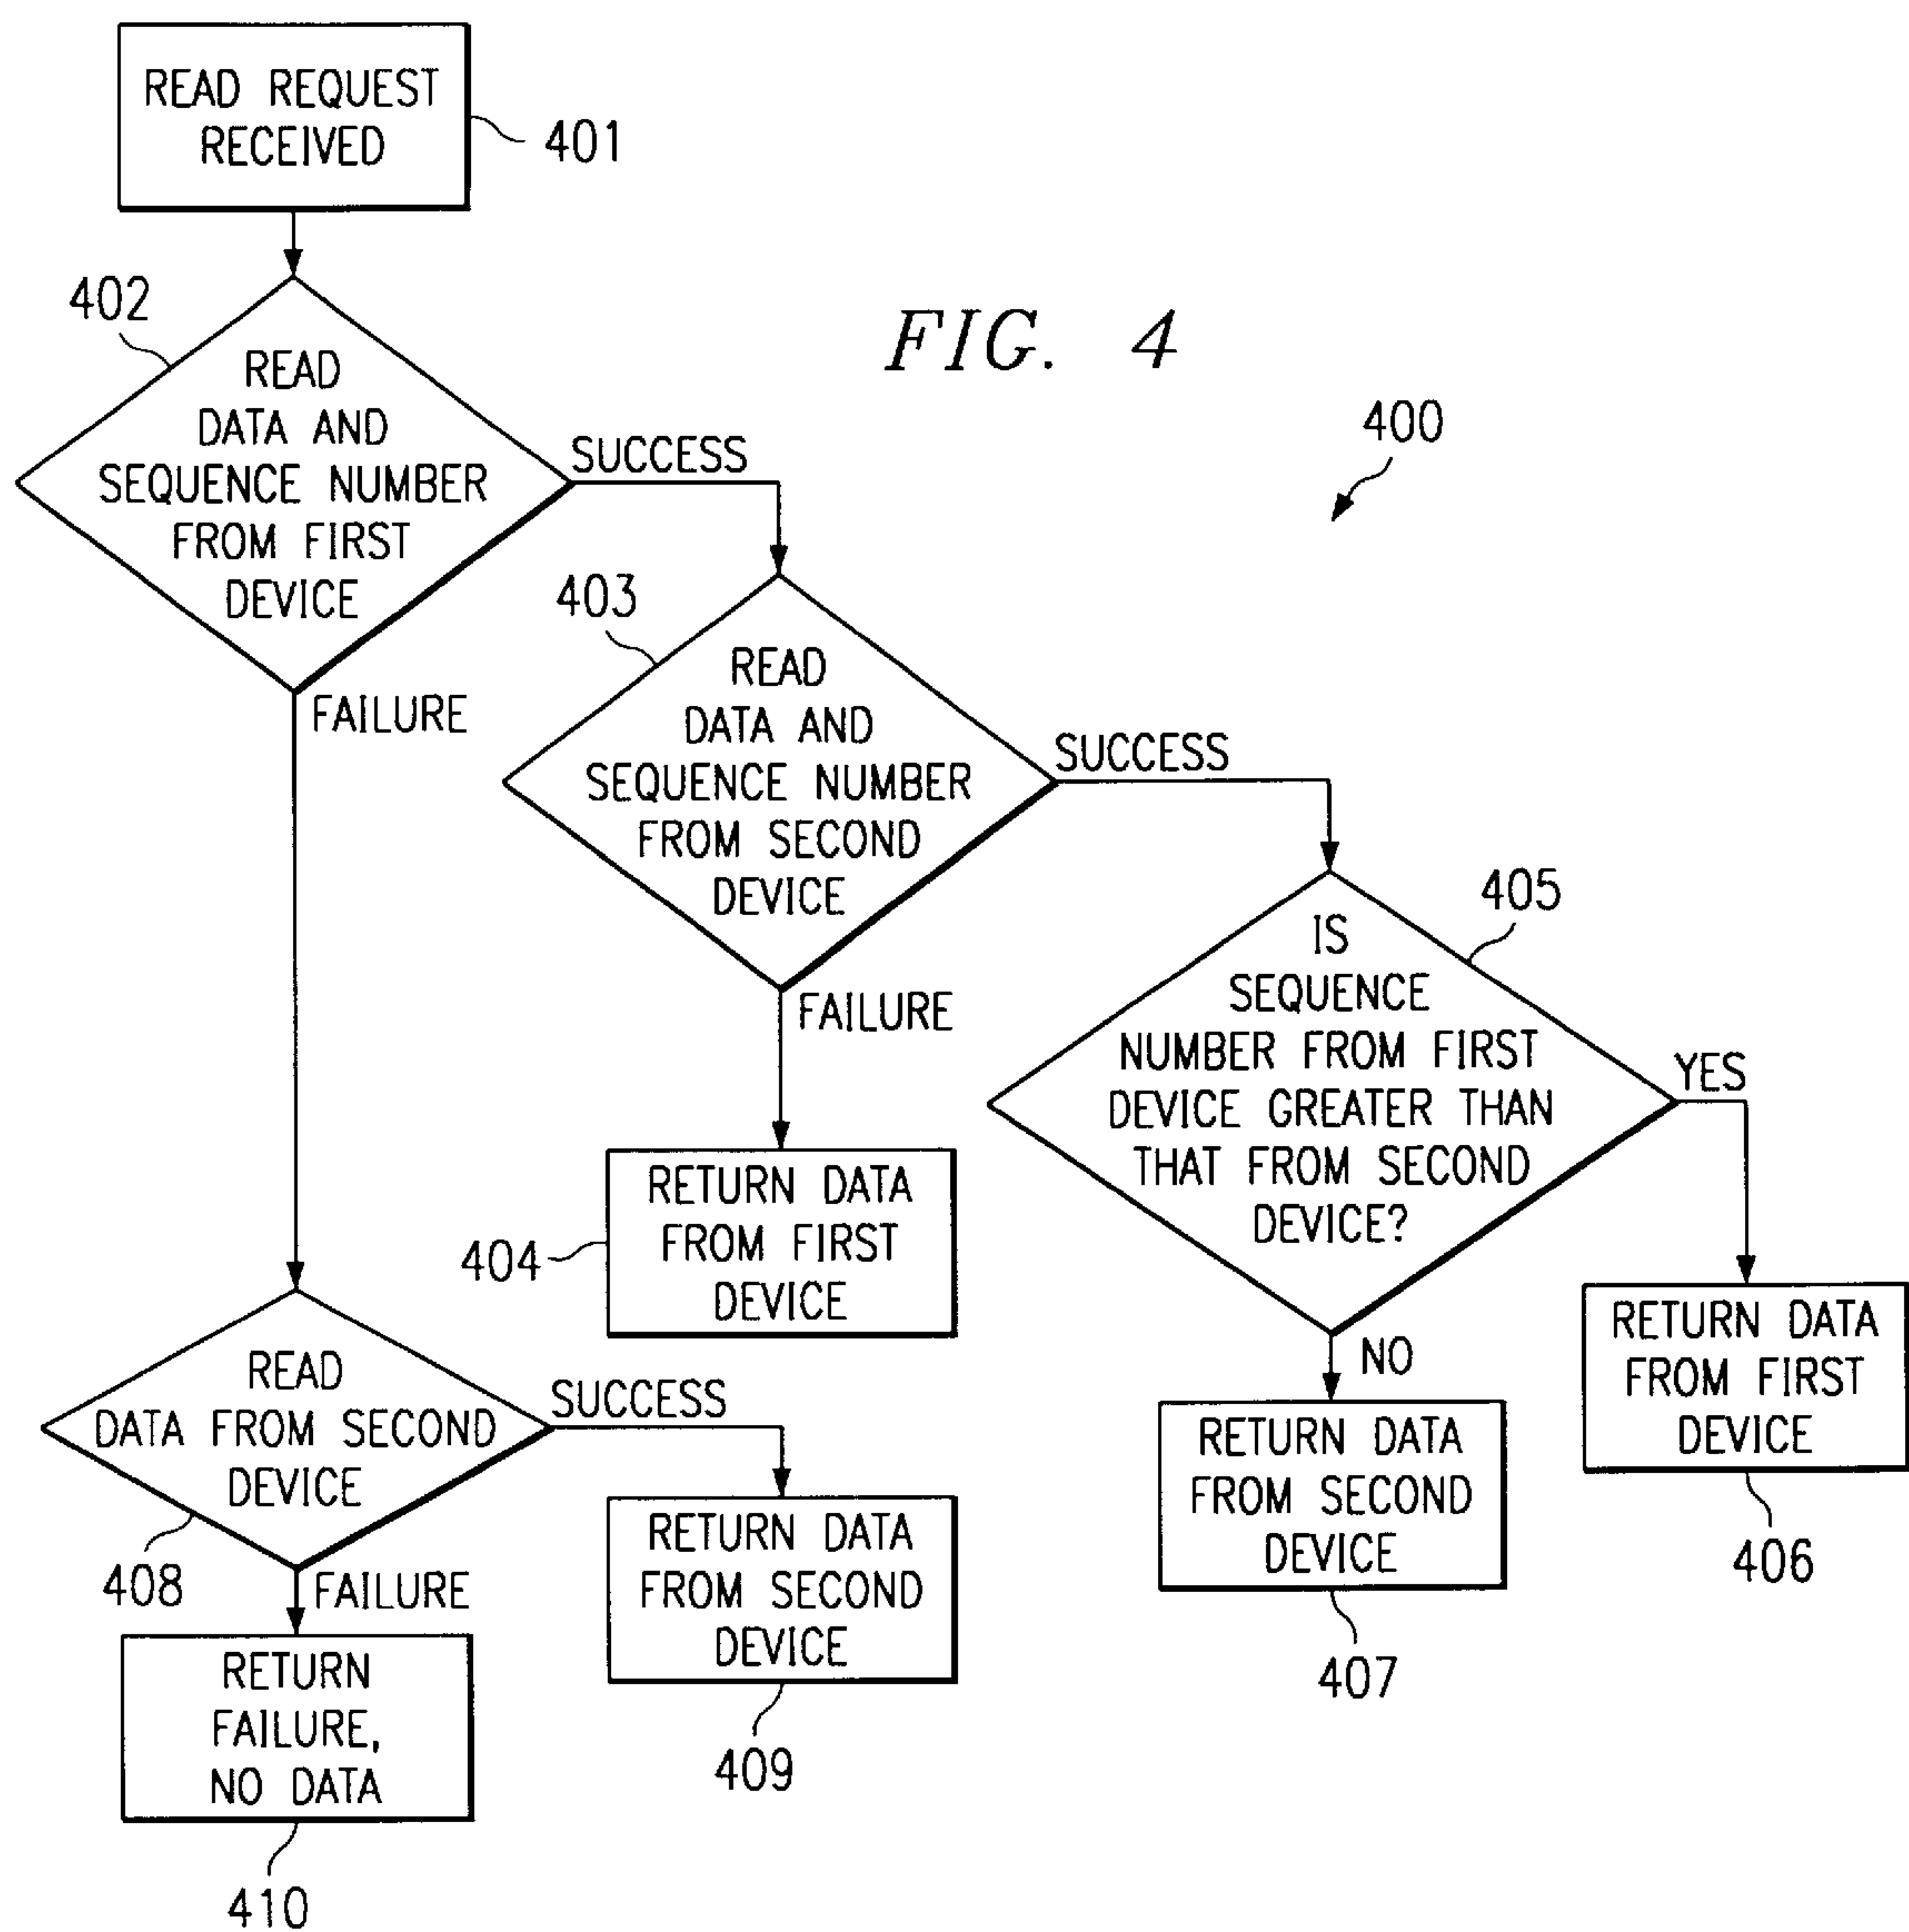 READ REQUEST
RECEIVED
401
402
READ
DATA AND
SEQUENCE NUMBER
FROM FIRST
DEVICE
SUCCESS
FAILURE
FIG. 4
400
403
READ
DATA AND
SEQUENCE NUMBER
FROM SECOND
DEVICE
SUCCESS
FAILURE
405
IS
SEQUENCE
NUMBER FROM FIRST
DEVICE GREATER THAN
THAT FROM SECOND
DEVICE?
YES
NO
RETURN DATA
FROM FIRST
DEVICE
404
RETURN DATA
FROM FIRST
DEVICE
406
RETURN DATA
FROM SECOND
DEVICE
407
READ
DATA FROM SECOND
DEVICE
408
SUCCESS
FAILURE
RETURN DATA
FROM SECOND
DEVICE
409
RETURN
FAILURE,
NO DATA
410